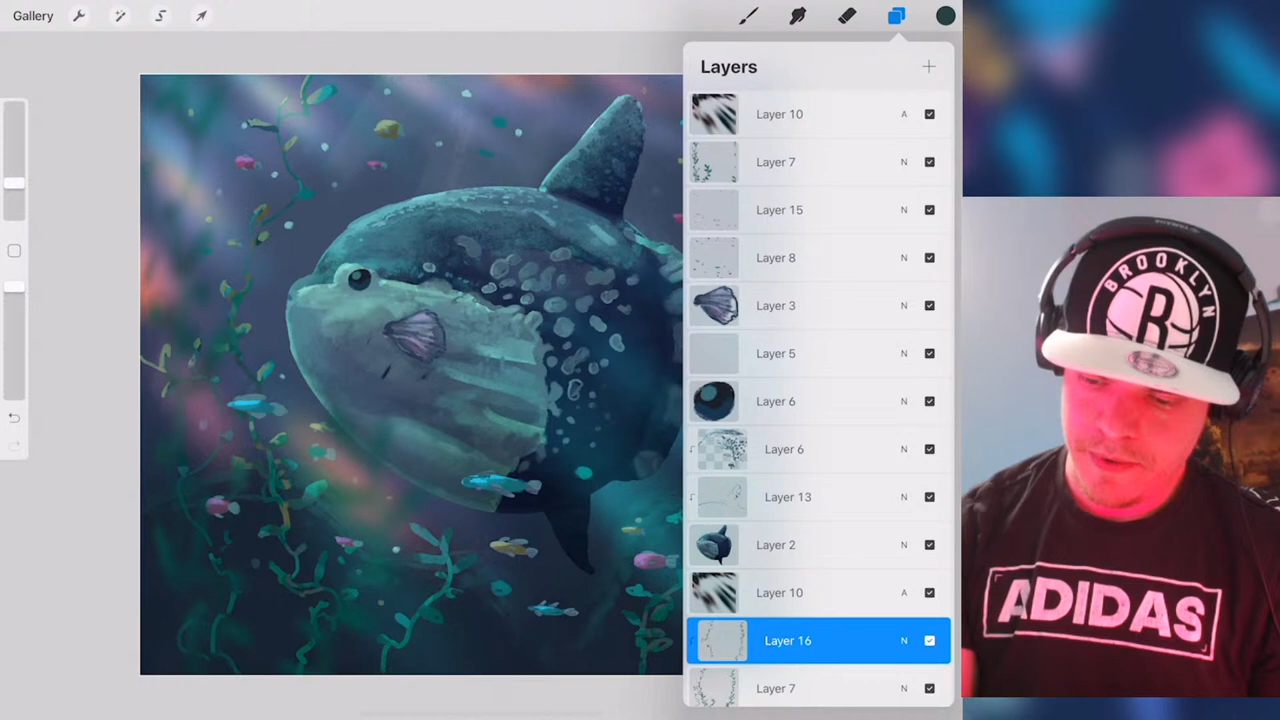 Gallery
Layers
Layer 10 A
Layer 7 N
Layer 15 N
Layer 8 N
Layer 3 N
Layer 5 N
Layer 6 N
Layer 6 N
Layer 13 N
Layer 2 N
Layer 10 A
Layer 16 N
Layer 7 N
BROOKLYN
B
ADIDAS